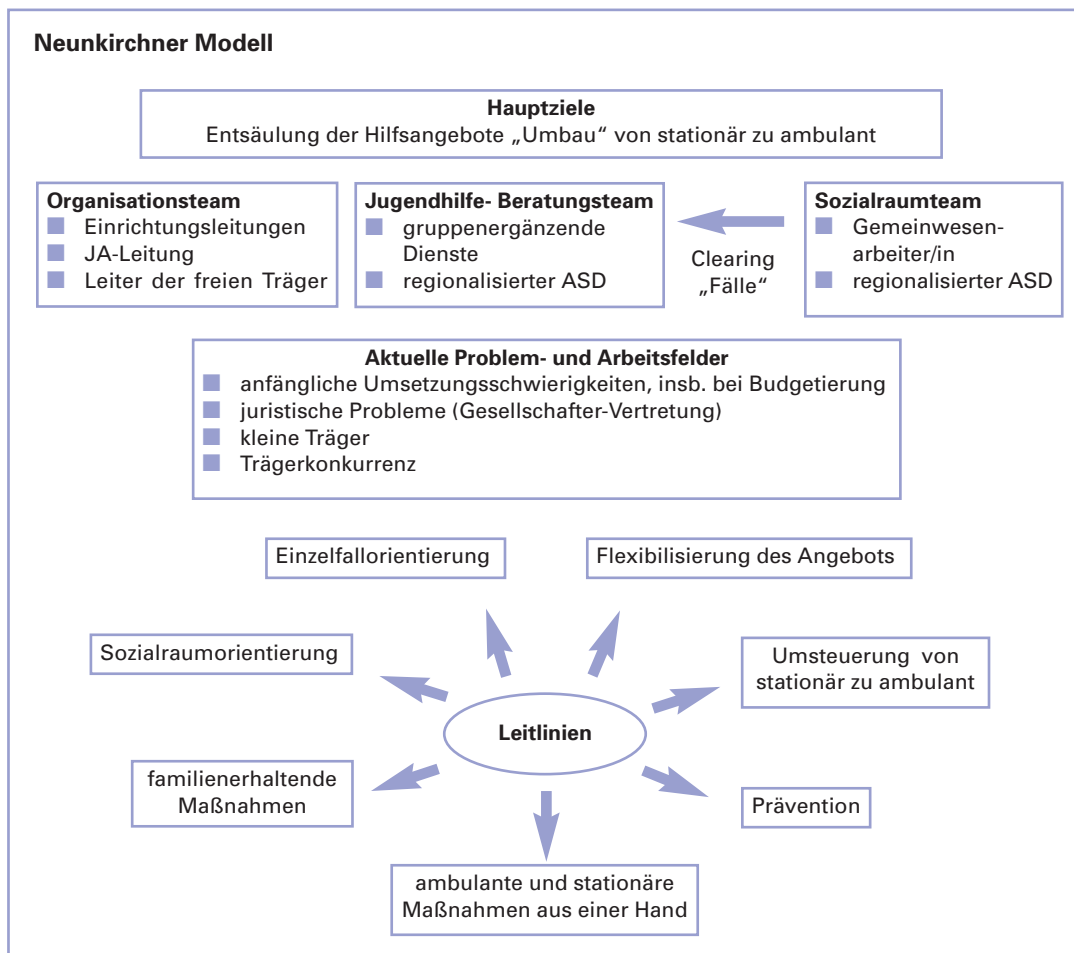 Neunkirchner Modell
Hauptziele
Entsäulung der Hilfsangebote „Umbau“ von stationär zu ambulant
Organisationsteam
Einrichtungsleitungen
JA-Leitung
Leiter der freien Träger
Jugendhilfe- Beratungsteam
gruppenergänzende
Dienste
regionalisierter ASD
Clearing
„Fälle“
Sozialraumteam
Gemeinwesen-
arbeiter/in
regionalisierter ASD
Aktuelle Problem- und Arbeitsfelder
anfängliche Umsetzungsschwierigkeiten, insb. bei Budgetierung
juristische Probleme (Gesellschafter-Vertretung)
kleine Träger
Trägerkonkurrenz
Einzelfallorientierung
Flexibilisierung des Angebots
Sozialraumorientierung
Umsteuerung von
stationär zu ambulant
Leitlinien
familienerhaltende
Maßnahmen
Prävention
ambulante und stationäre
Maßnahmen aus einer Hand